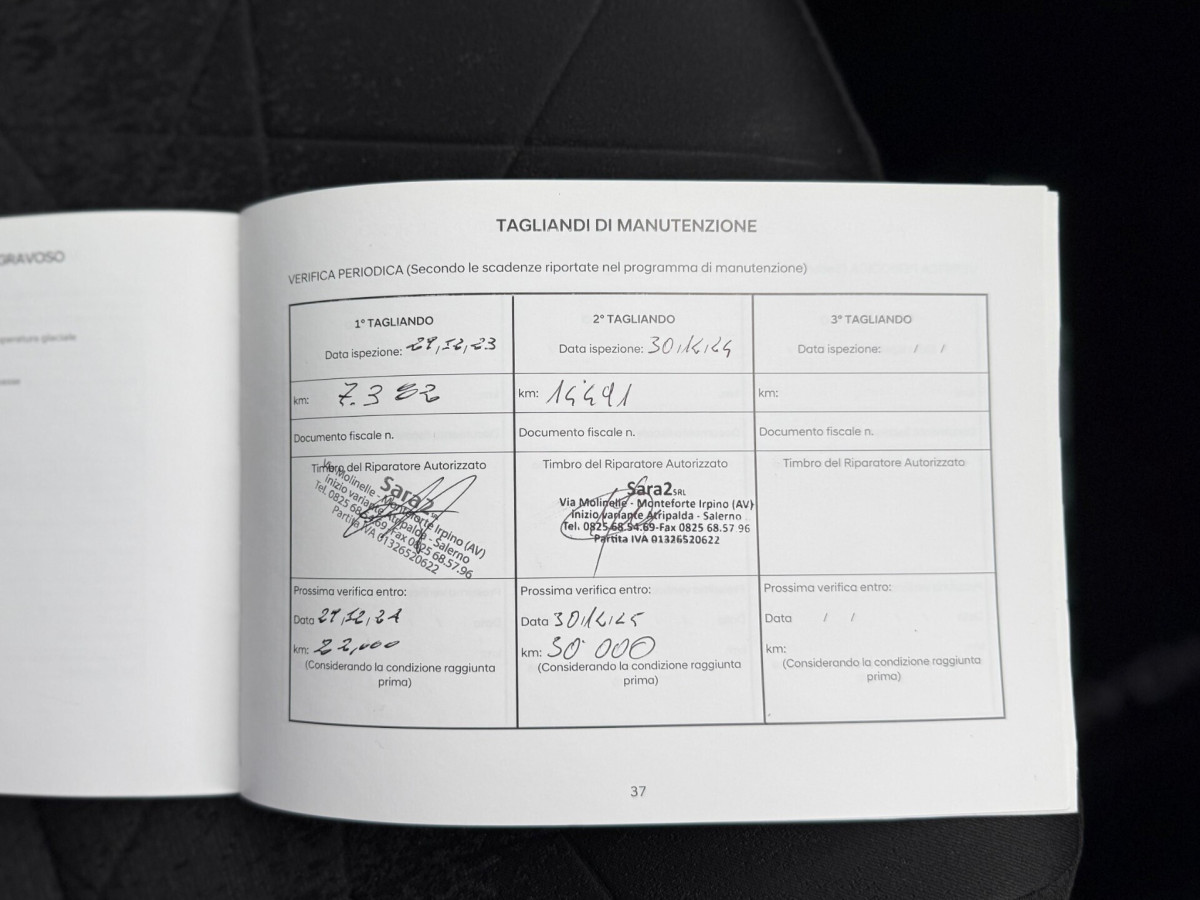 GRAVOSO
TAGLIANDI DI MANUTENZIONE
VERIFICA PERIODICA (Secondo le scadenze riportate nel programma di manutenzione)
1° TAGLIANDO
Data ispezione: 29,12,23
km: 7.382
Documento fiscale n.
Timbro del Riparatore Autorizzato
Sara2
Via Molinelle - Monteforte Irpino (AV)
Inizio variante Atripalda - Salerno
Tel. 0825 68.54.69-Fax 0825 68.57.96
Partita IVA 01326520622
Prossima verifica entro:
Data 29,12,24
km: 22,000
(Considerando la condizione raggiunta
prima)
2° TAGLIANDO
Data ispezione: 30/12/24
km: 14491
Documento fiscale n.
Timbro del Riparatore Autorizzato
Sara2 SRL
Via Molinelle - Monteforte Irpino (AV)
Inizio variante Atripalda - Salerno
Tel. 0825 68.54.69-Fax 0825 68.57 96
Partita IVA 01326520622
Prossima verifica entro:
Data 30/12/25
km: 30 000
(Considerando la condizione raggiunta
prima)
3° TAGLIANDO
Data ispezione: / /
km:
Documento fiscale n.
Timbro del Riparatore Autorizzato
Prossima verifica entro:
Data / /
km:
(Considerando la condizione raggiunta
prima)
37